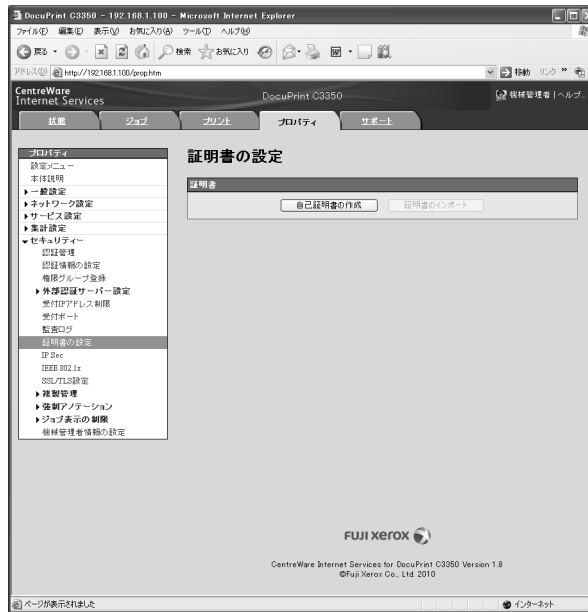 DocuPrint C3350 - 192.168.1.100 - Microsoft Internet Explorer
ファイル(F) 編集(E) 表示(V) お気に入り(A) ツール(T) ヘルプ(H)
戻る 検索 お気に入り
アドレス(D) http://192.168.1.100/prop.htm 移動 リンク »
CentreWare
Internet Services
DocuPrint C3350
機械管理者 | ヘルプ...
状態 ジョブ プリント プロパティ サポート
プロパティ
設定メニュー
本体説明
一般設定
ネットワーク設定
サービス設定
集計設定
セキュリティー
認証管理
認証情報の設定
権限グループ登録
外部認証サーバー設定
受付IPアドレス制限
受付ポート
監査ログ
証明書の設定
IP Sec
IEEE 802.1x
SSL/TLS設定
複製管理
強制アノテーション
ジョブ表示の制限
機械管理者情報の設定
証明書の設定
証明書
自己証明書の作成 証明書のインポート
FUJI XEROX
CentreWare Internet Services for DocuPrint C3350 Version 1.8
©Fuji Xerox Co., Ltd. 2010
ページが表示されました インターネット